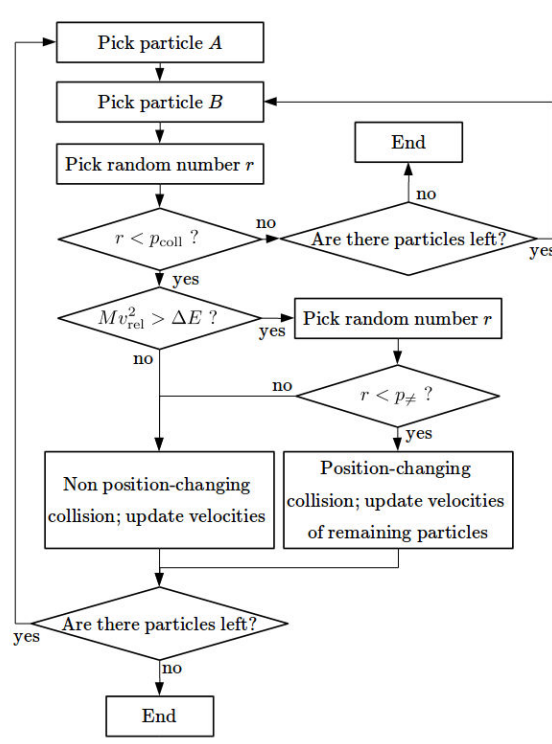 Pick particle A
Pick particle B
Pick random number r
End
no
r < p_coll ?
no
Are there particles left?
yes
yes
Mv_rel^2 > ΔE ?
yes
Pick random number r
no
no
r < p_≠ ?
yes
Non position-changing
collision; update velocities
Position-changing
collision; update velocities
of remaining particles
Are there particles left?
yes
no
End